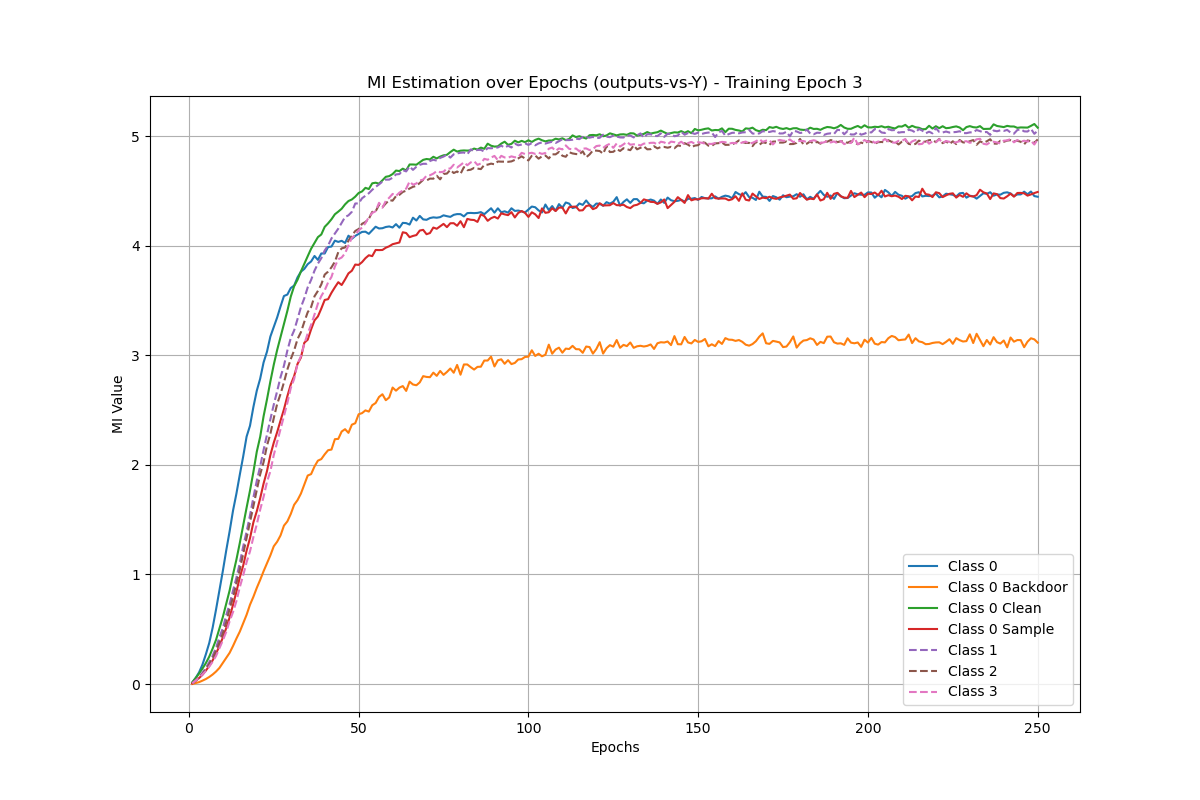 MI Estimation over Epochs (outputs-vs-Y) - Training Epoch 3
MI Value
5
4
3
2
1
0
0 50 100 150 200 250
Epochs
Class 0
Class 0 Backdoor
Class 0 Clean
Class 0 Sample
Class 1
Class 2
Class 3